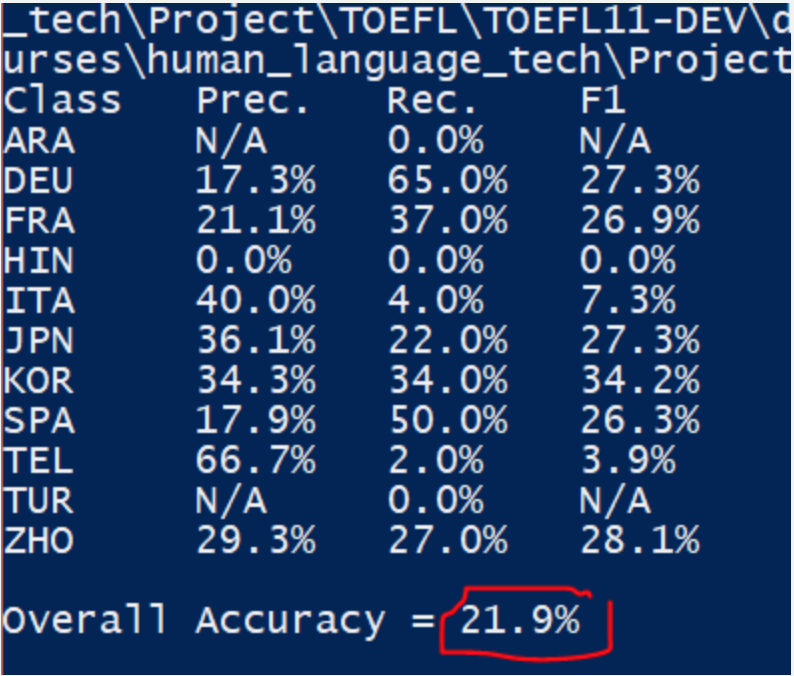 _tech\Project\TOEFL\TOEFL11-DEV\d
urses\human_language_tech\Project
Class Prec. Rec. F1
ARA N/A 0.0% N/A
DEU 17.3% 65.0% 27.3%
FRA 21.1% 37.0% 26.9%
HIN 0.0% 0.0% 0.0%
ITA 40.0% 4.0% 7.3%
JPN 36.1% 22.0% 27.3%
KOR 34.3% 34.0% 34.2%
SPA 17.9% 50.0% 26.3%
TEL 66.7% 2.0% 3.9%
TUR N/A 0.0% N/A
ZHO 29.3% 27.0% 28.1%
Overall Accuracy = 21.9%